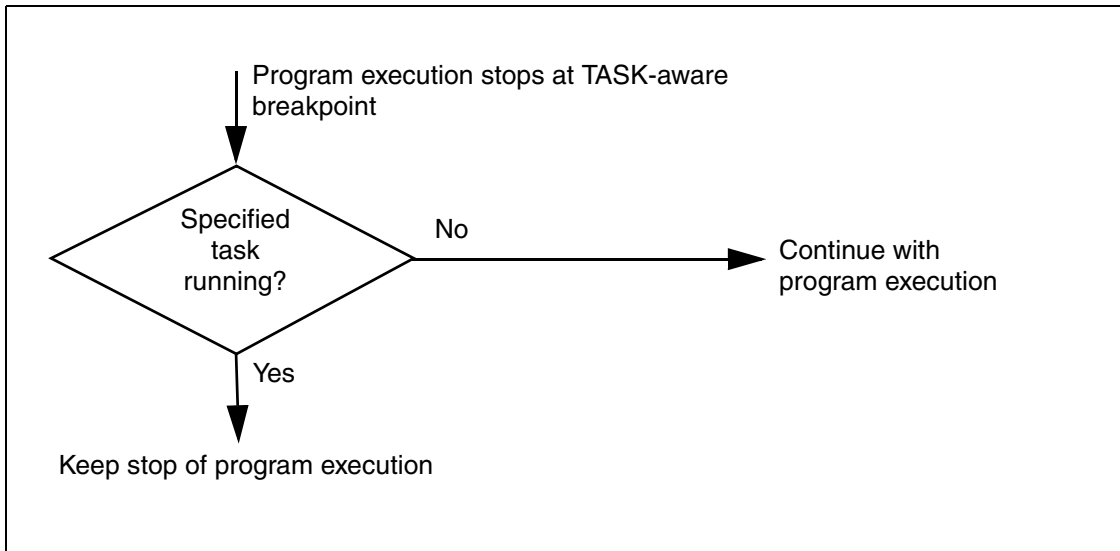 Program execution stops at TASK-aware
breakpoint
Specified
task
running?
No
Continue with
program execution
Yes
Keep stop of program execution